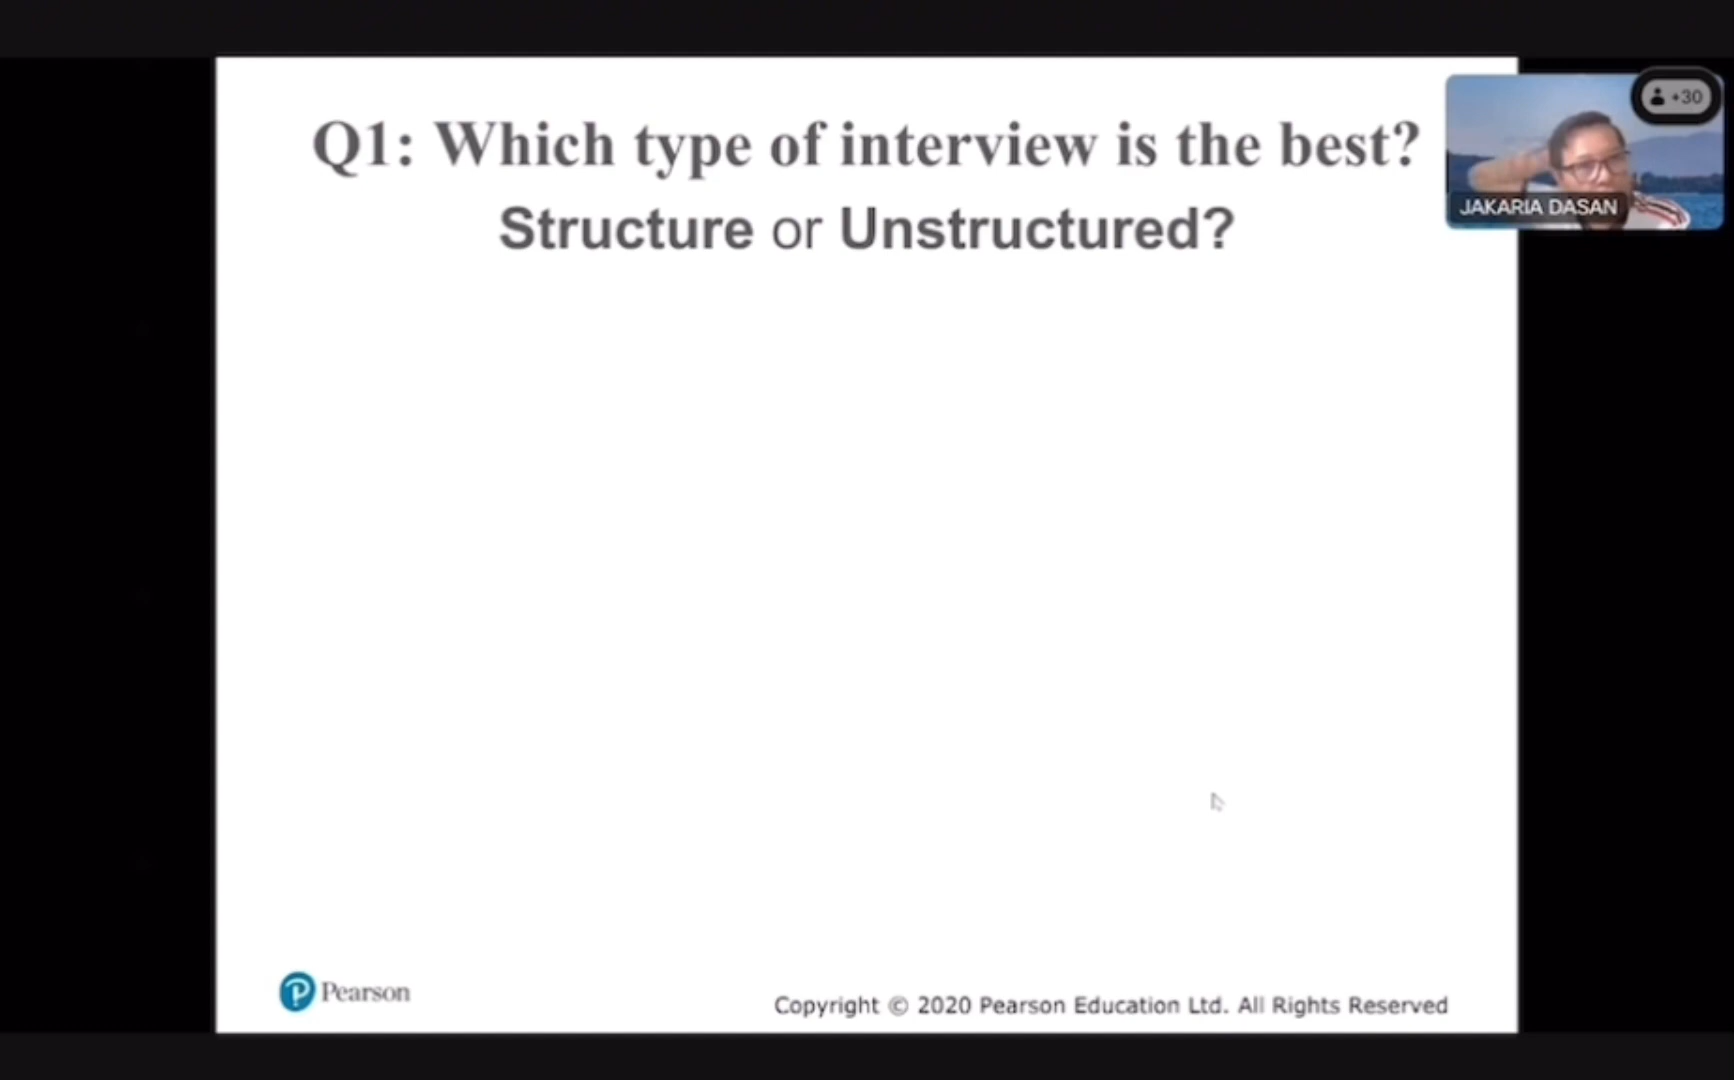 Q1: Which type of interview is the best?
Structure or Unstructured?
+30
JAKARIA DASAN
Pearson
Copyright © 2020 Pearson Education Ltd. All Rights Reserved